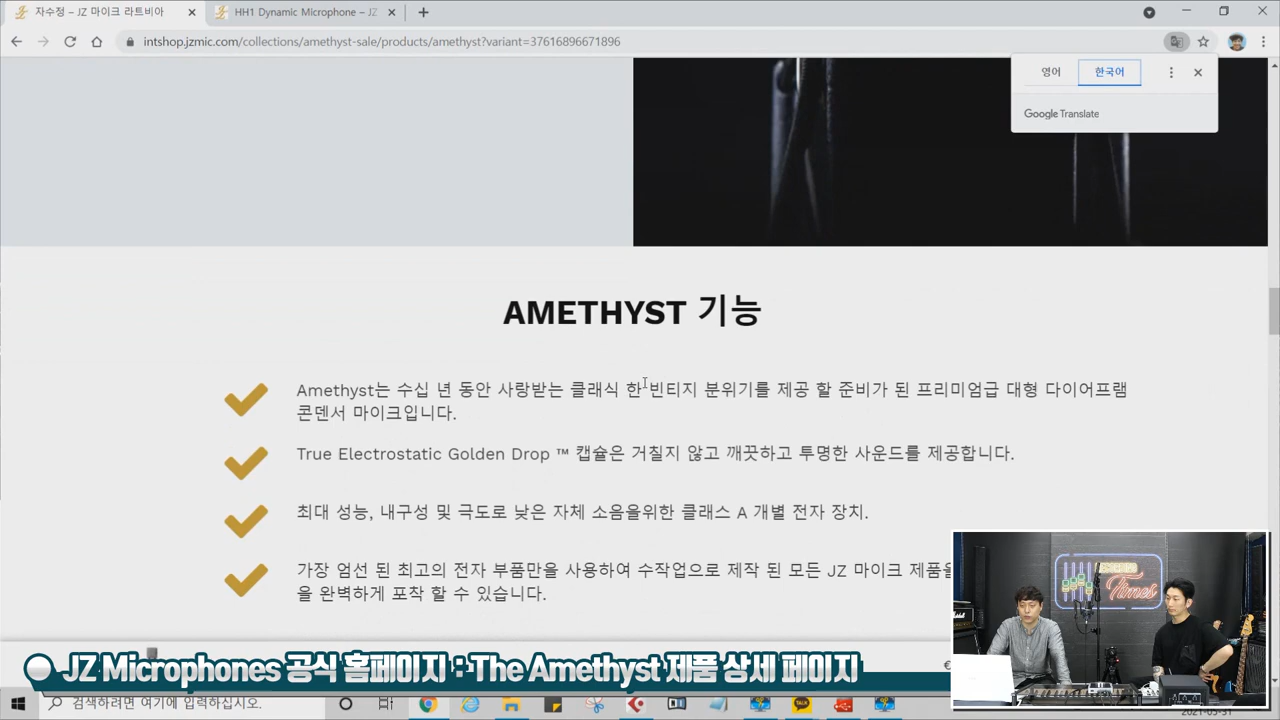 자수정 – JZ 마이크 라트비아
HH1 Dynamic Microphone – JZ
intshop.jzmic.com/collections/amethyst-sale/products/amethyst?variant=37616896671896
영어
한국어
Google Translate
AMETHYST 기능
Amethyst는 수십 년 동안 사랑받는 클래식 한 빈티지 분위기를 제공 할 준비가 된 프리미엄급 대형 다이어프램
콘덴서 마이크입니다.
True Electrostatic Golden Drop ™ 캡슐은 거칠지 않고 깨끗하고 투명한 사운드를 제공합니다.
최대 성능, 내구성 및 극도로 낮은 자체 소음을위한 클래스 A 개별 전자 장치.
가장 엄선 된 최고의 전자 부품만을 사용하여 수작업으로 제작 된 모든 JZ 마이크 제품을
을 완벽하게 포착 할 수 있습니다.
Times
JZ Microphones 공식 홈페이지 : The Amethyst 제품 상세 페이지
검색하려면 여기에 입력하십시오.